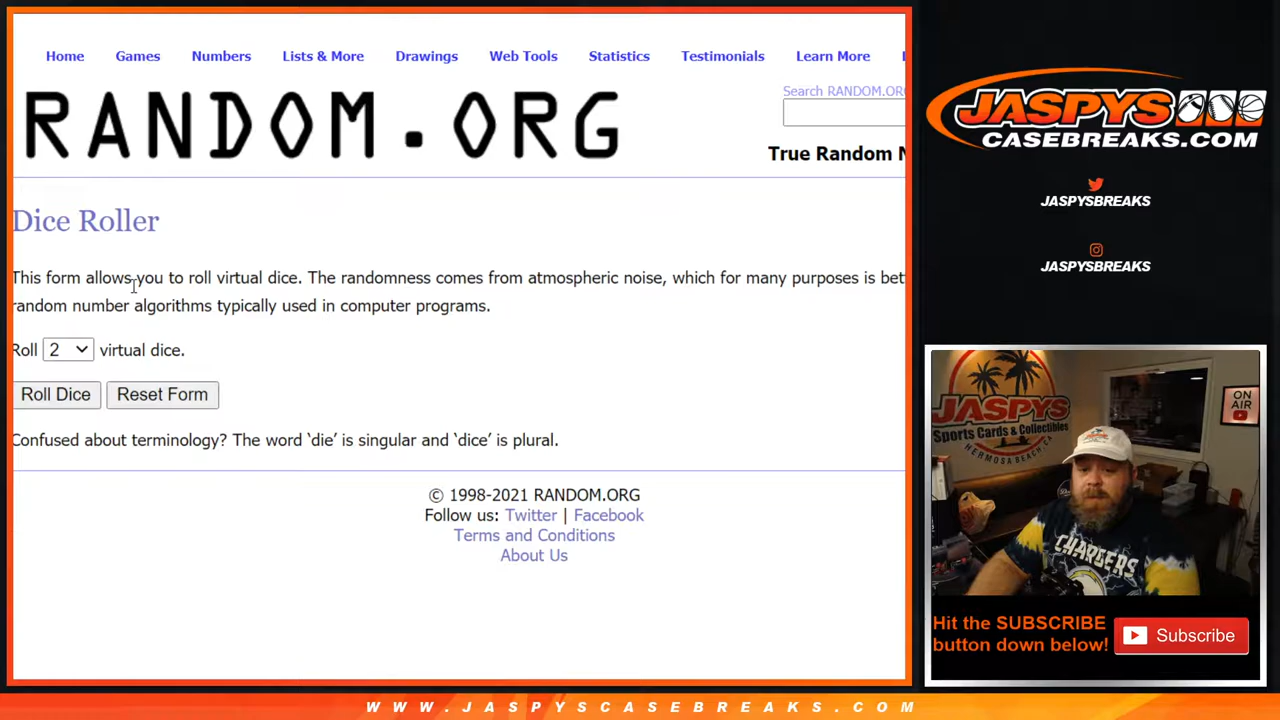 Home Games Numbers Lists & More Drawings Web Tools Statistics Testimonials Learn More
RANDOM.ORG
Search RANDOM.ORG
True Random N
Dice Roller
This form allows you to roll virtual dice. The randomness comes from atmospheric noise, which for many purposes is bet
random number algorithms typically used in computer programs.
Roll 2 virtual dice.
Roll Dice Reset Form
Confused about terminology? The word ‘die’ is singular and ‘dice’ is plural.
© 1998-2021 RANDOM.ORG
Follow us: Twitter | Facebook
Terms and Conditions
About Us
JASPYS
CASEBREAKS.COM
JASPYSBREAKS
JASPYSBREAKS
JASPYS
Sports Cards & Collectibles
HERMOSA BEACH, CA
ON
AIR
CHARGERS
Hit the SUBSCRIBE
button down below!
Subscribe
WWW.JASPYSCASEBREAKS.COM